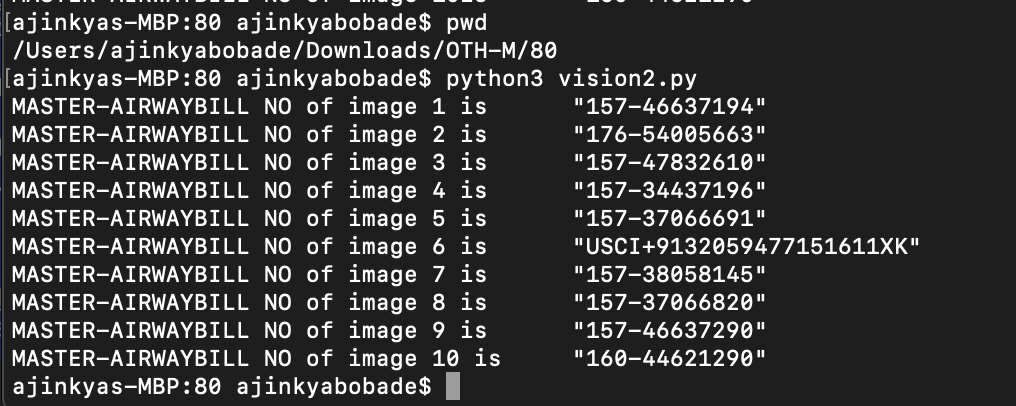 [ajinkyas-MBP:80 ajinkyabobade$ pwd
/Users/ajinkyabobade/Downloads/OTH-M/80
[ajinkyas-MBP:80 ajinkyabobade$ python3 vision2.py
MASTER-AIRWAYBILL NO of image 1 is "157-46637194"
MASTER-AIRWAYBILL NO of image 2 is "176-54005663"
MASTER-AIRWAYBILL NO of image 3 is "157-47832610"
MASTER-AIRWAYBILL NO of image 4 is "157-34437196"
MASTER-AIRWAYBILL NO of image 5 is "157-37066691"
MASTER-AIRWAYBILL NO of image 6 is "USCI+9132059477151611XK"
MASTER-AIRWAYBILL NO of image 7 is "157-38058145"
MASTER-AIRWAYBILL NO of image 8 is "157-37066820"
MASTER-AIRWAYBILL NO of image 9 is "157-46637290"
MASTER-AIRWAYBILL NO of image 10 is "160-44621290"
ajinkyas-MBP:80 ajinkyabobade$